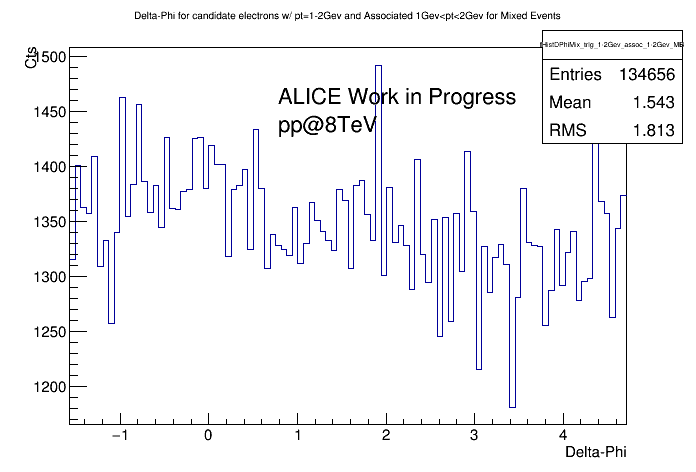 Delta-Phi for candidate electrons w/ pt=1-2Gev and Associated 1Gev<pt<2Gev for Mixed Events
Cts
HistDPhiMix_trig_1-2Gev_assoc_1-2Gev_MB
Entries 134656
Mean 1.543
RMS 1.813
ALICE Work in Progress
pp@8TeV
1500
1450
1400
1350
1300
1250
1200
−1 0 1 2 3 4
Delta-Phi